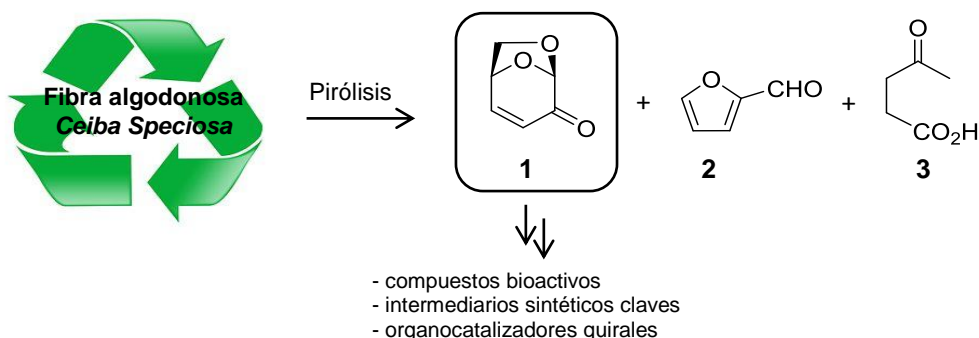 Fibra algodonosa
Ceiba Speciosa
Pirólisis
O
O
O
1
+
O
CHO
2
+
O
CO2H
3
- compuestos bioactivos
- intermediarios sintéticos claves
- organocatalizadores quirales